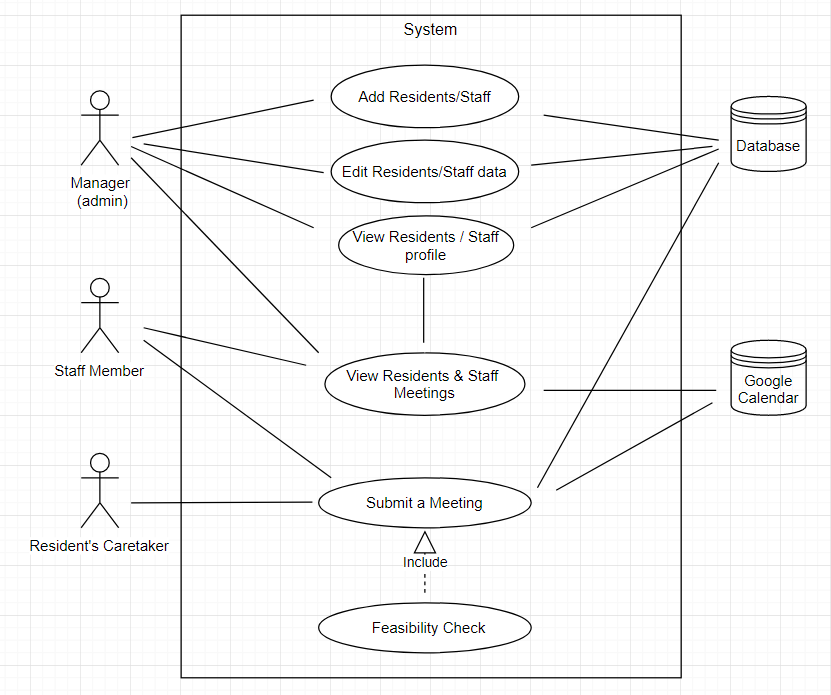 System
Add Residents/Staff
Database
Edit Residents/Staff data
Manager
(admin)
View Residents / Staff
profile
Staff Member
View Residents & Staff
Meetings
Google
Calendar
Submit a Meeting
Resident's Caretaker
Include
Feasibility Check